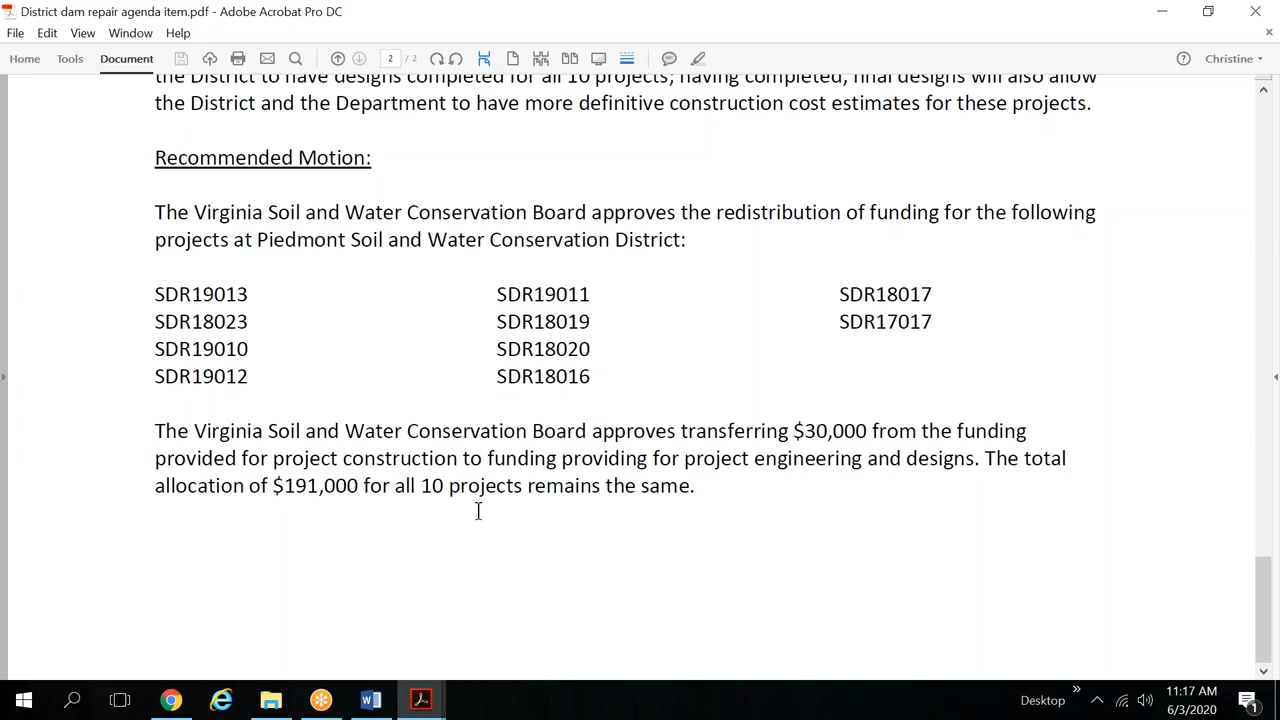 District dam repair agenda item.pdf - Adobe Acrobat Pro DC
File Edit View Window Help
Home Tools Document 2 / 2 Christine
the District to have designs completed for all 10 projects; having completed, final designs will also allow
the District and the Department to have more definitive construction cost estimates for these projects.
Recommended Motion:
The Virginia Soil and Water Conservation Board approves the redistribution of funding for the following
projects at Piedmont Soil and Water Conservation District:
SDR19013 SDR19011 SDR18017
SDR18023 SDR18019 SDR17017
SDR19010 SDR18020
SDR19012 SDR18016
The Virginia Soil and Water Conservation Board approves transferring $30,000 from the funding
provided for project construction to funding providing for project engineering and designs. The total
allocation of $191,000 for all 10 projects remains the same.
Desktop 11:17 AM
6/3/2020 1